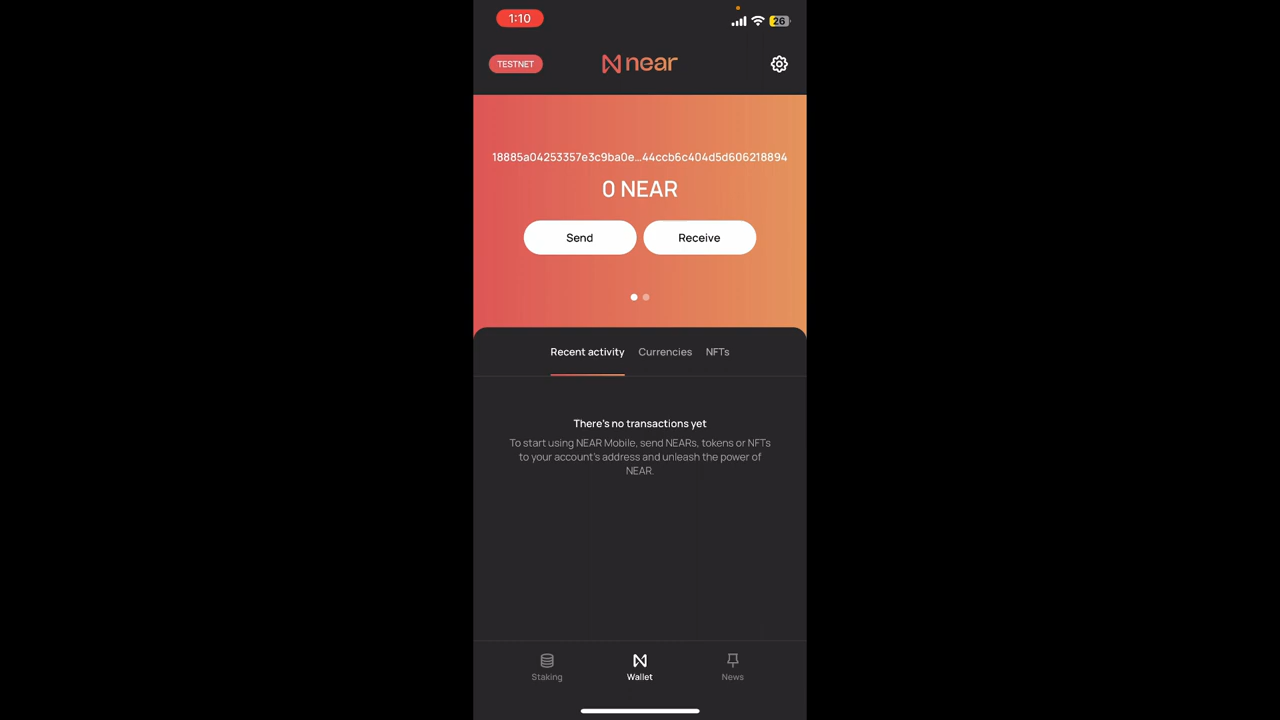 1:10
26
TESTNET
near
18885a04253357e3c9ba0e...44ccb6c404d5d606218894
0 NEAR
Send
Receive
Recent activity
Currencies
NFTs
There's no transactions yet
To start using NEAR Mobile, send NEARs, tokens or NFTs
to your account's address and unleash the power of
NEAR.
Staking
Wallet
News